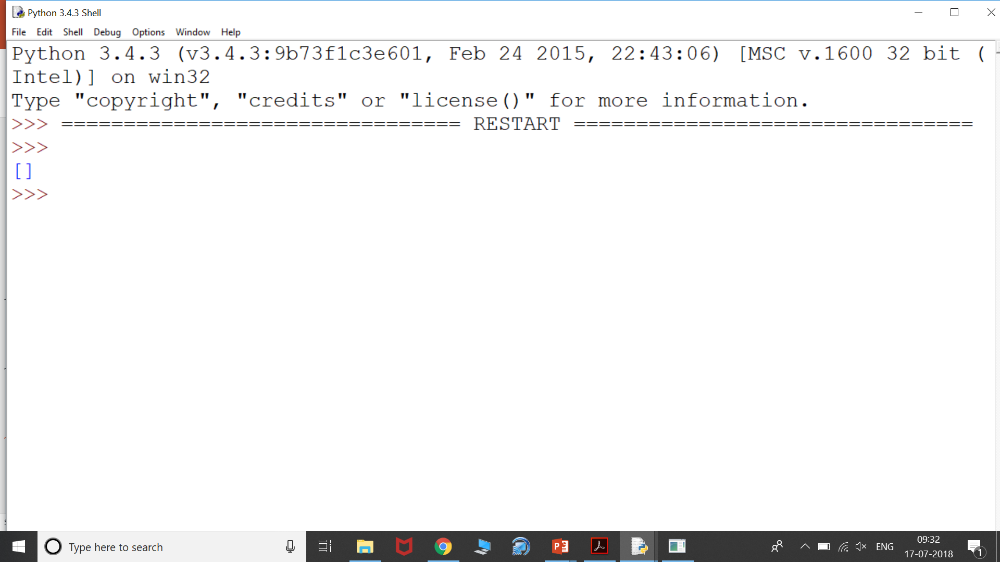 Python 3.4.3 Shell
File Edit Shell Debug Options Window Help
Python 3.4.3 (v3.4.3:9b73f1c3e601, Feb 24 2015, 22:43:06) [MSC v.1600 32 bit (
Intel)] on win32
Type "copyright", "credits" or "license()" for more information.
>>> ================================ RESTART ================================
>>>
[]
>>>
Type here to search
ENG
09:32
17-07-2018
1